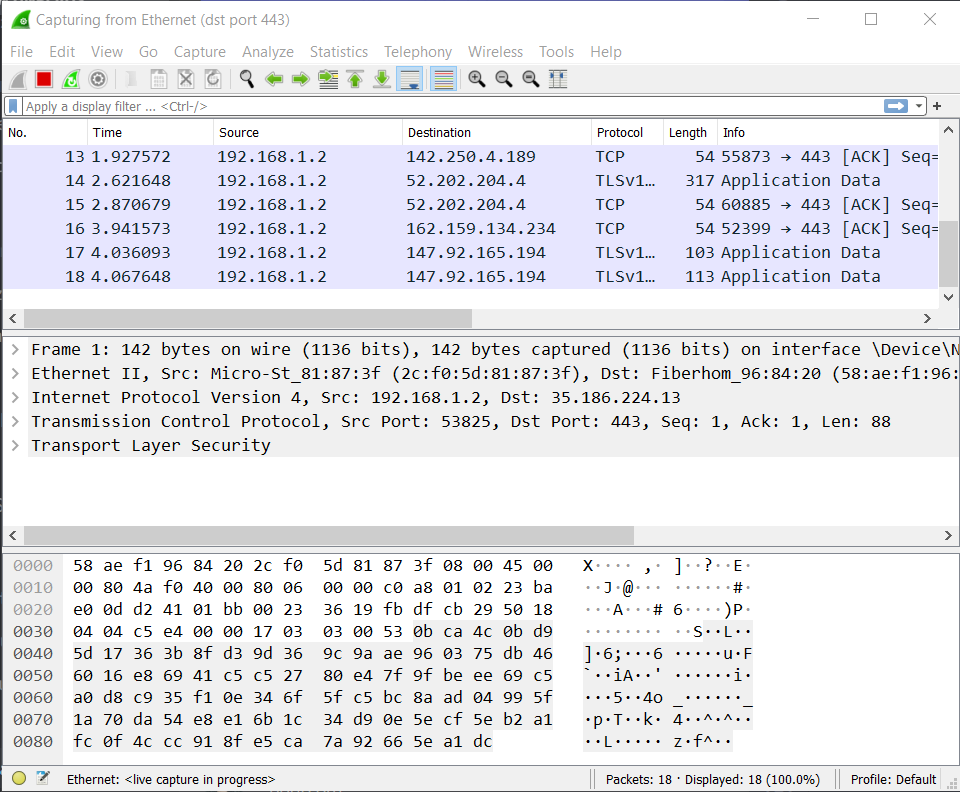 Capturing from Ethernet (dst port 443)
File Edit View Go Capture Analyze Statistics Telephony Wireless Tools Help
Apply a display filter ... <Ctrl-/>
No. Time Source Destination Protocol Length Info
13 1.927572 192.168.1.2 142.250.4.189 TCP 54 55873 → 443 [ACK] Seq=
14 2.621648 192.168.1.2 52.202.204.4 TLSv1… 317 Application Data
15 2.870679 192.168.1.2 52.202.204.4 TCP 54 60885 → 443 [ACK] Seq=
16 3.941573 192.168.1.2 162.159.134.234 TCP 54 52399 → 443 [ACK] Seq=
17 4.036093 192.168.1.2 147.92.165.194 TLSv1… 103 Application Data
18 4.067648 192.168.1.2 147.92.165.194 TLSv1… 113 Application Data
Frame 1: 142 bytes on wire (1136 bits), 142 bytes captured (1136 bits) on interface \Device\N
Ethernet II, Src: Micro-St_81:87:3f (2c:f0:5d:81:87:3f), Dst: Fiberhom_96:84:20 (58:ae:f1:96:
Internet Protocol Version 4, Src: 192.168.1.2, Dst: 35.186.224.13
Transmission Control Protocol, Src Port: 53825, Dst Port: 443, Seq: 1, Ack: 1, Len: 88
Transport Layer Security
0000 58 ae f1 96 84 20 2c f0 5d 81 87 3f 08 00 45 00 X···· ,· ]··?··E·
0010 00 80 4a f0 40 00 80 06 00 00 c0 a8 01 02 23 ba ··J·@··· ······#·
0020 e0 0d d2 41 01 bb 00 23 36 19 fb df cb 29 50 18 ···A···# 6····)P·
0030 04 04 c5 e4 00 00 17 03 03 00 53 0b ca 4c 0b d9 ········ ··S··L··
0040 5d 17 36 3b 8f d3 9d 36 9c 9a ae 96 03 75 db 46 ]·6;···6 ·····u·F
0050 60 16 e8 69 41 c5 c5 27 80 e4 7f 9f be ee 69 c5 `··iA··' ······i·
0060 a0 d8 c9 35 f1 0e 34 6f 5f c5 bc 8a ad 04 99 5f ···5··4o _······_
0070 1a 70 da 54 e8 e1 6b 1c 34 d9 0e 5e cf 5e b2 a1 ·p·T··k· 4··^·^··
0080 fc 0f 4c cc 91 8f e5 ca 7a 92 66 5e a1 dc ··L····· z·f^··
Ethernet: <live capture in progress> Packets: 18 · Displayed: 18 (100.0%) Profile: Default